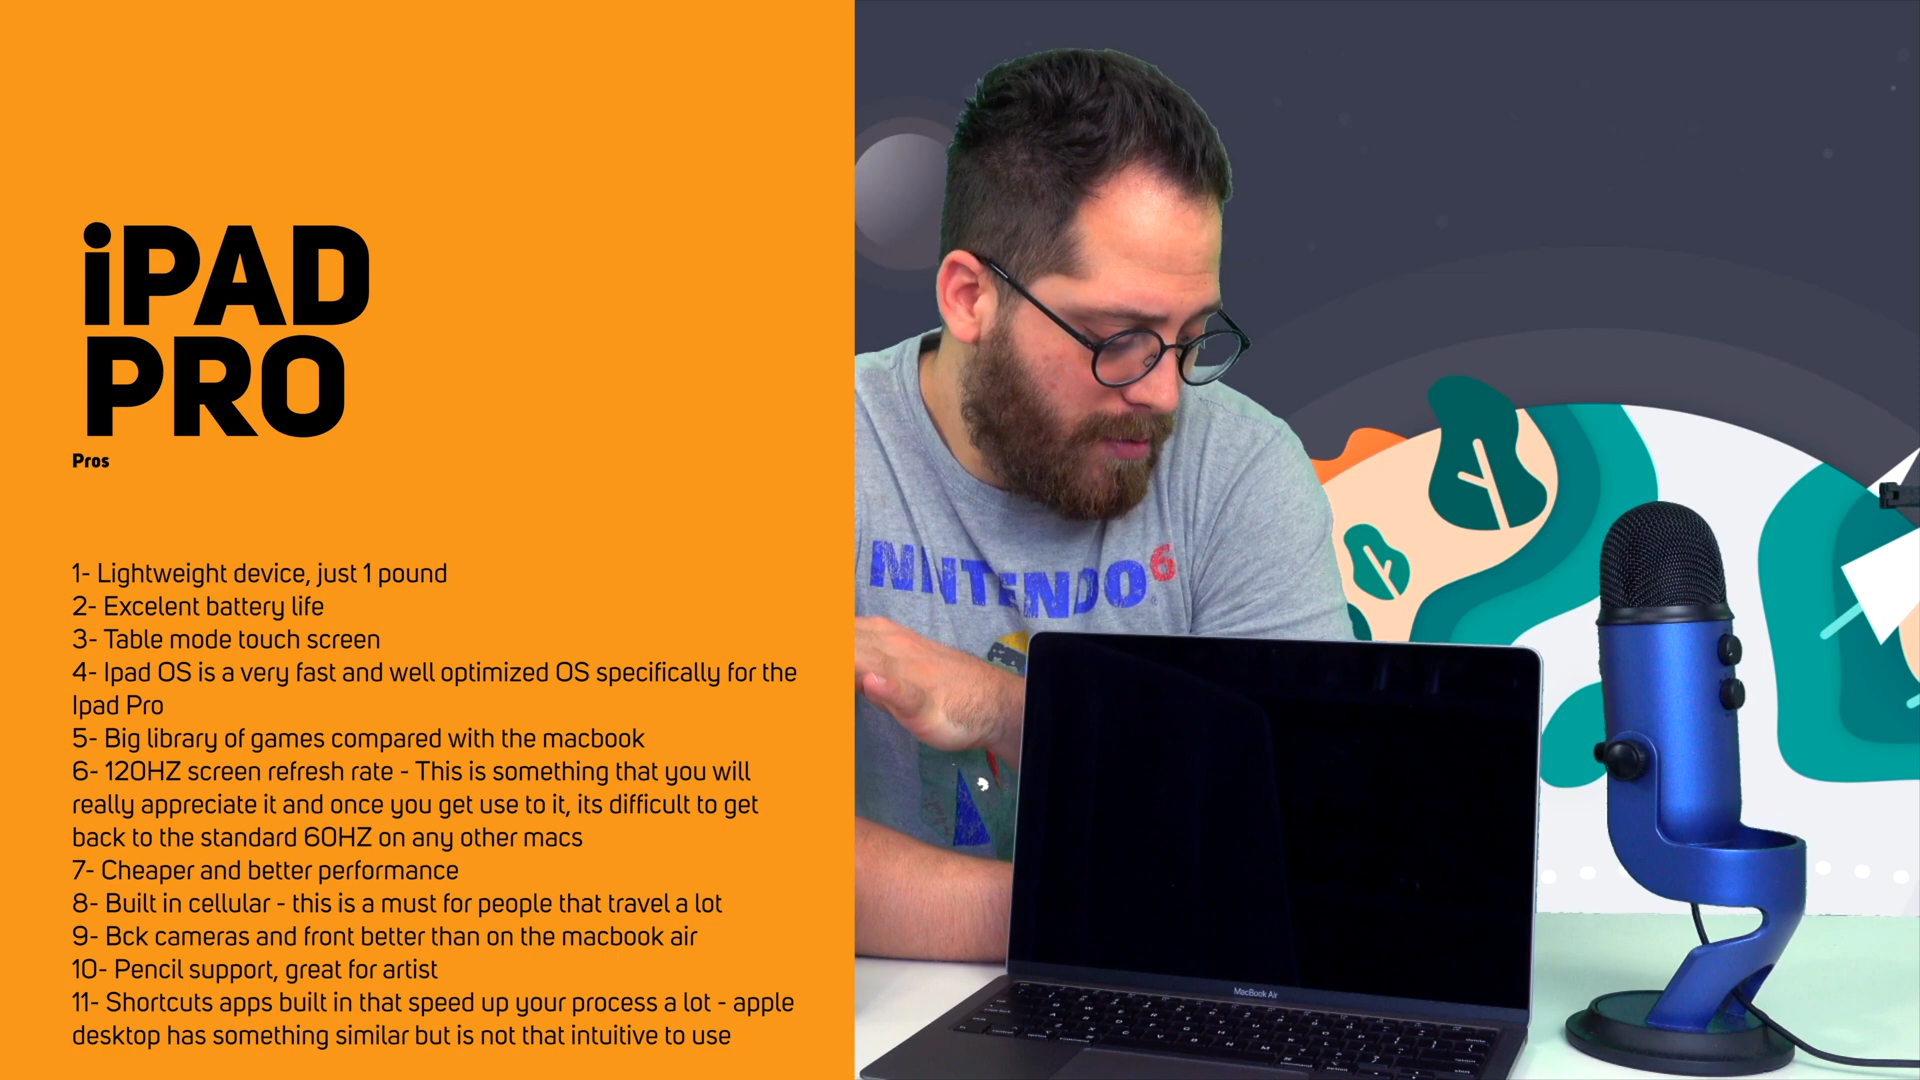 iPAD
PRO
Pros
1- Lightweight device, just 1 pound
2- Excelent battery life
3- Table mode touch screen
4- Ipad OS is a very fast and well optimized OS specifically for the
Ipad Pro
5- Big library of games compared with the macbook
6- 120HZ screen refresh rate - This is something that you will
really appreciate it and once you get use to it, its difficult to get
back to the standard 60HZ on any other macs
7- Cheaper and better performance
8- Built in cellular - this is a must for people that travel a lot
9- Bck cameras and front better than on the macbook air
10- Pencil support, great for artist
11- Shortcuts apps built in that speed up your process a lot - apple
desktop has something similar but is not that intuitive to use
NINTENDO6
MacBook Air